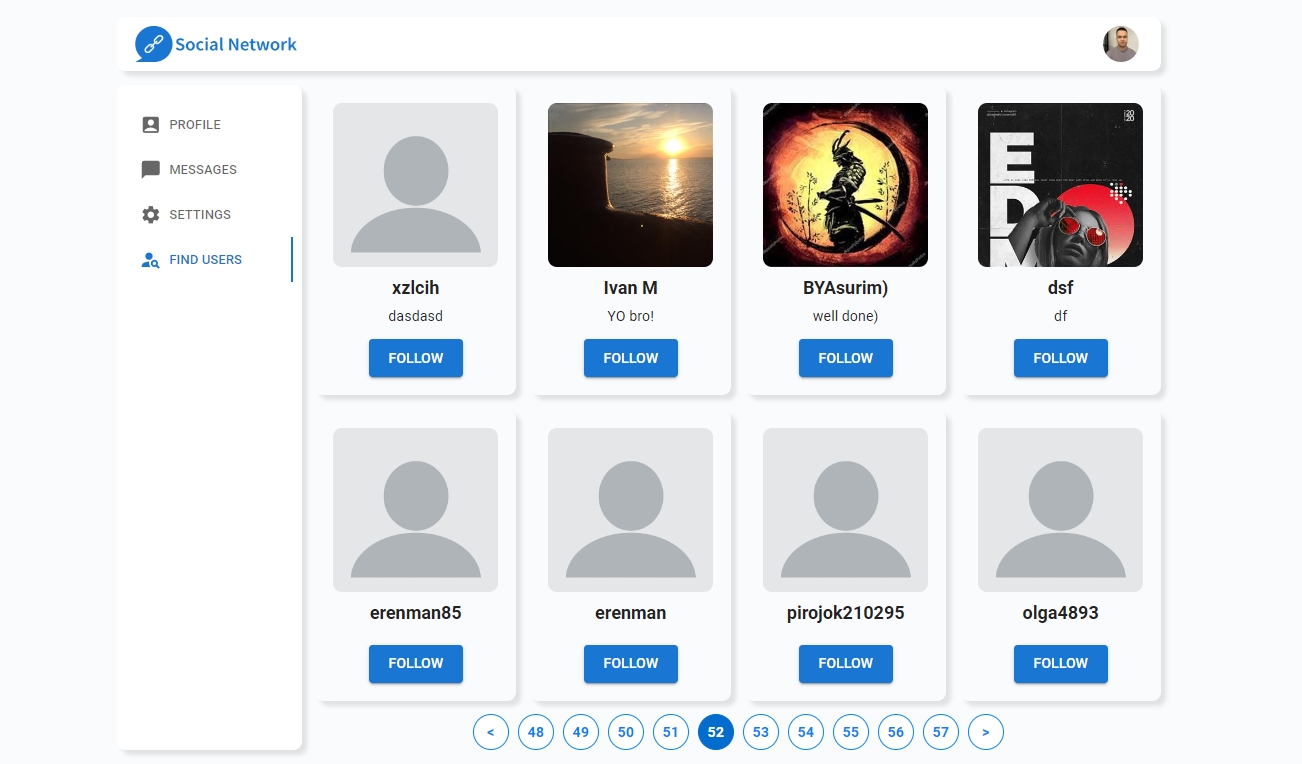 Social Network
PROFILE
MESSAGES
SETTINGS
FIND USERS
xzlcih
dasdasd
FOLLOW
Ivan M
YO bro!
FOLLOW
BYAsurim)
well done)
FOLLOW
20
20
E
D
M
dsf
df
FOLLOW
erenman85
FOLLOW
erenman
FOLLOW
pirojok210295
FOLLOW
olga4893
FOLLOW
< 48 49 50 51 52 53 54 55 56 57 >